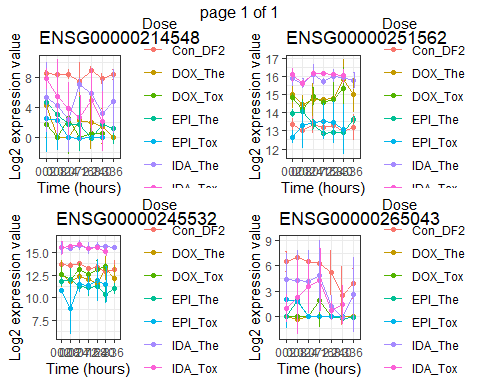 page 1 of 1
ENSG00000214548
Dose
Log2 expression value
8
4
0
Time (hours)
Con_DF2
DOX_The
DOX_Tox
EPI_The
EPI_Tox
IDA_The
IDA_Tox
ENSG00000251562
Dose
Log2 expression value
17
16
15
14
13
12
Time (hours)
Con_DF2
DOX_The
DOX_Tox
EPI_The
EPI_Tox
IDA_The
IDA_Tox
ENSG00000245532
Dose
Log2 expression value
15.0
12.5
10.0
7.5
Time (hours)
Con_DF2
DOX_The
DOX_Tox
EPI_The
EPI_Tox
IDA_The
IDA_Tox
ENSG00000265043
Dose
Log2 expression value
9
6
3
0
Time (hours)
Con_DF2
DOX_The
DOX_Tox
EPI_The
EPI_Tox
IDA_The
IDA_Tox